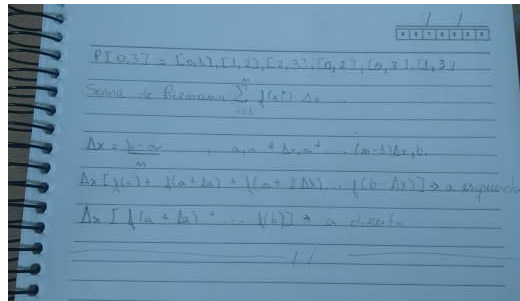 P[0,3] = [0,1], [1,2], [2,3], [0,2], [0,3], [1,3]
Soma de Riemann ∑ f(x*) Δx
Δx = b-a/n , a, a + Δx, a + ... (n-1)Δx, b.
Δx [f(a) + f(a+Δx) + f(a+2Δx) ... f(b-Δx)] → a esquerda
Δx [f(a+Δx) + ... f(b)] → a direita